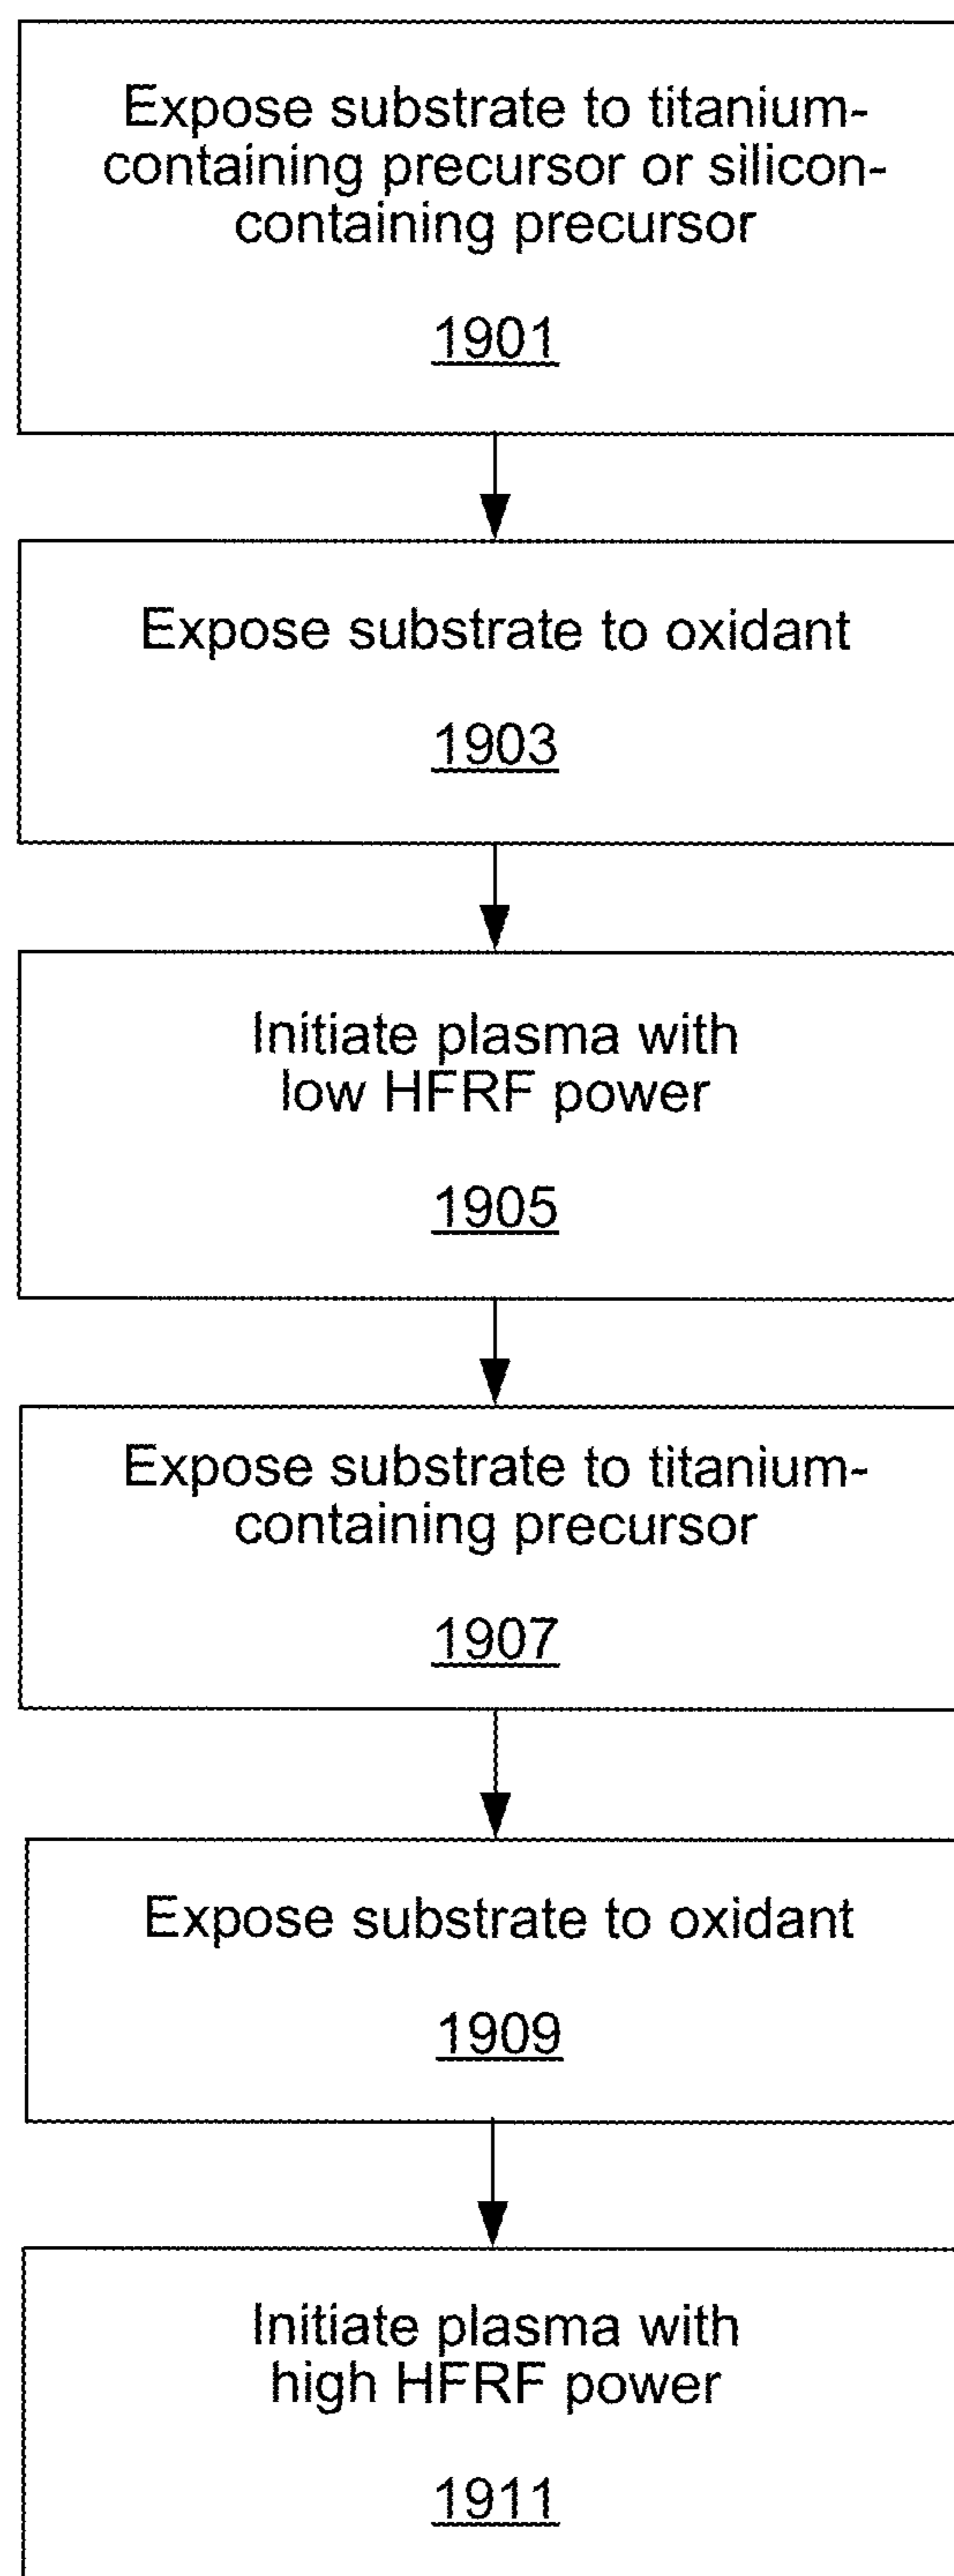 Expose substrate to titanium-
containing precursor or silicon-
containing precursor
1901
Expose substrate to oxidant
1903
Initiate plasma with
low HFRF power
1905
Expose substrate to titanium-
containing precursor
1907
Expose substrate to oxidant
1909
Initiate plasma with
high HFRF power
1911